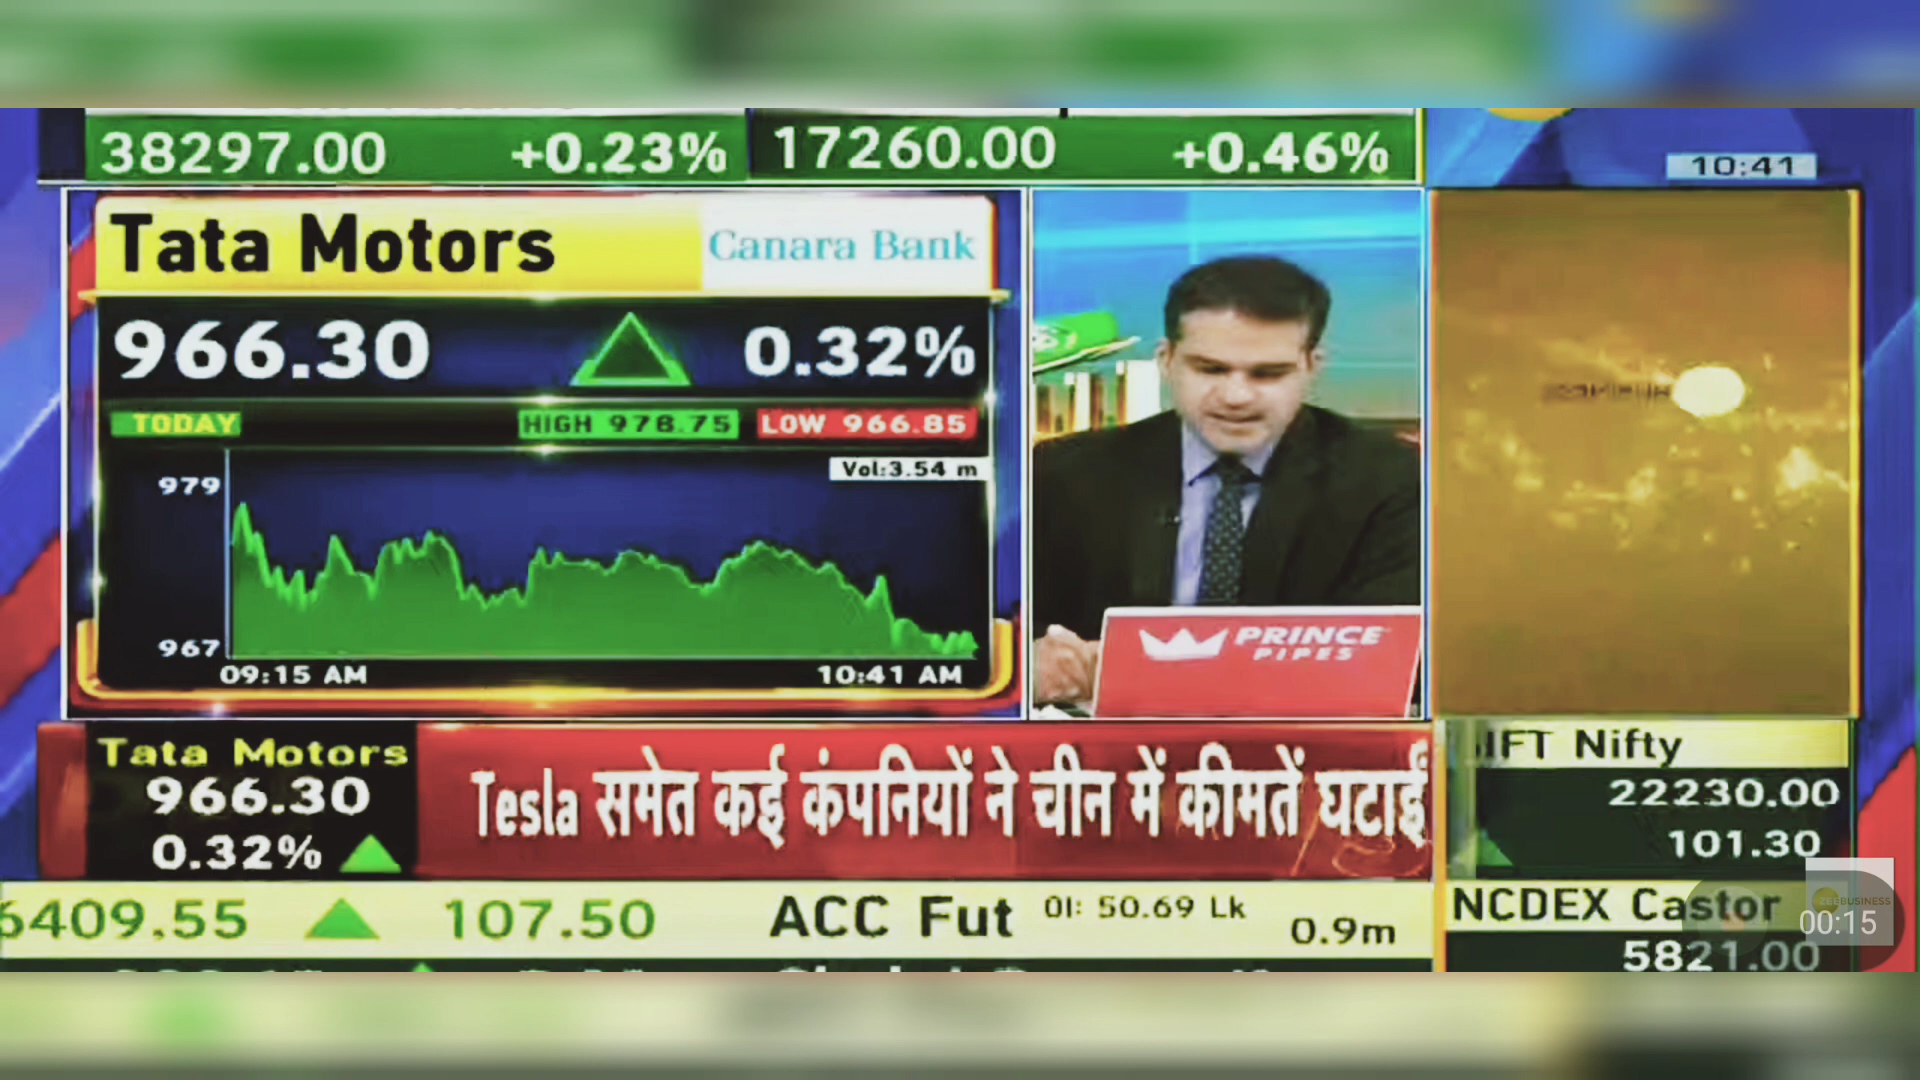 38297.00 +0.23% 17260.00 +0.46%
10:41
Tata Motors Canara Bank
966.30 0.32%
TODAY HIGH 978.75 LOW 966.85
Vol:3.54 m
979
967
09:15 AM 10:41 AM
PRINCE
PIPES
Tata Motors
966.30
0.32%
Tesla समेत कई कंपनियों ने चीन में कीमतें घटाईं
IFT Nifty
22230.00
101.30
6409.55 107.50 ACC Fut OI: 50.69 Lk 0.9m
NCDEX Castor
ZEEBUSINESS
00:15
5821.00